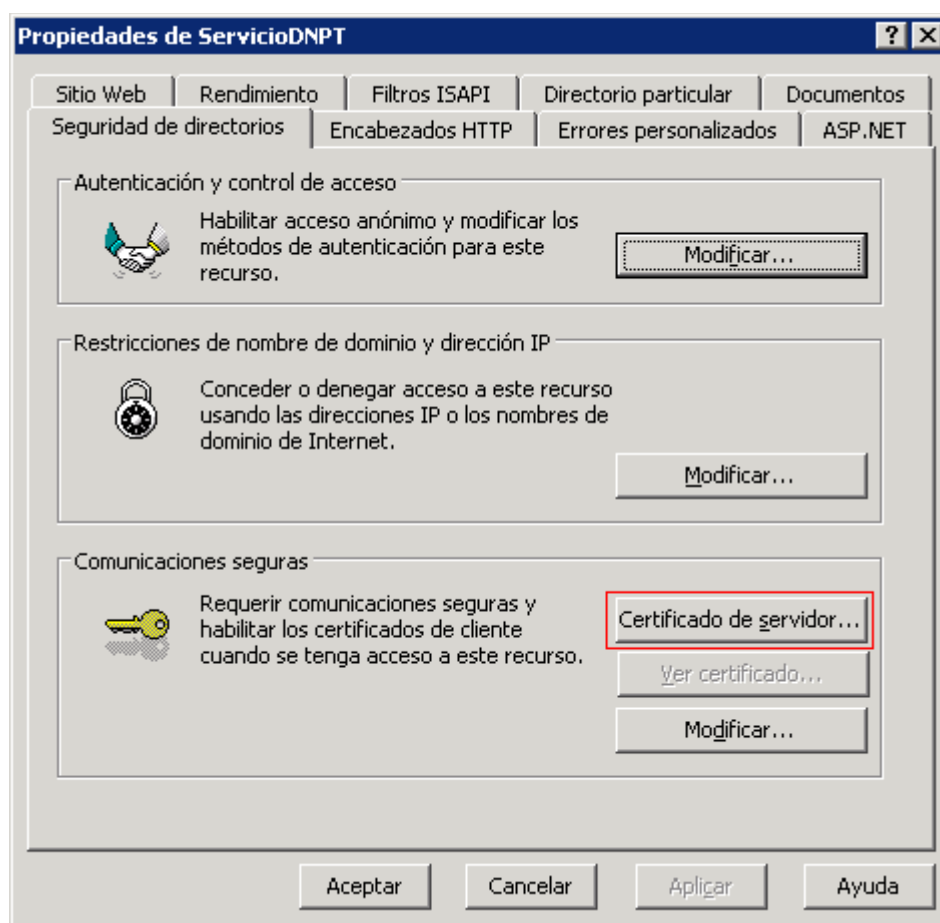 Propiedades de ServicioDNPT
Sitio Web
Rendimiento
Filtros ISAPI
Directorio particular
Documentos
Seguridad de directorios
Encabezados HTTP
Errores personalizados
ASP.NET
Autenticación y control de acceso
Habilitar acceso anónimo y modificar los
métodos de autenticación para este
recurso.
Modificar...
Restricciones de nombre de dominio y dirección IP
Conceder o denegar acceso a este recurso
usando las direcciones IP o los nombres de
dominio de Internet.
Modificar...
Comunicaciones seguras
Requerir comunicaciones seguras y
habilitar los certificados de cliente
cuando se tenga acceso a este recurso.
Certificado de servidor...
Ver certificado...
Modificar...
Aceptar
Cancelar
Aplicar
Ayuda